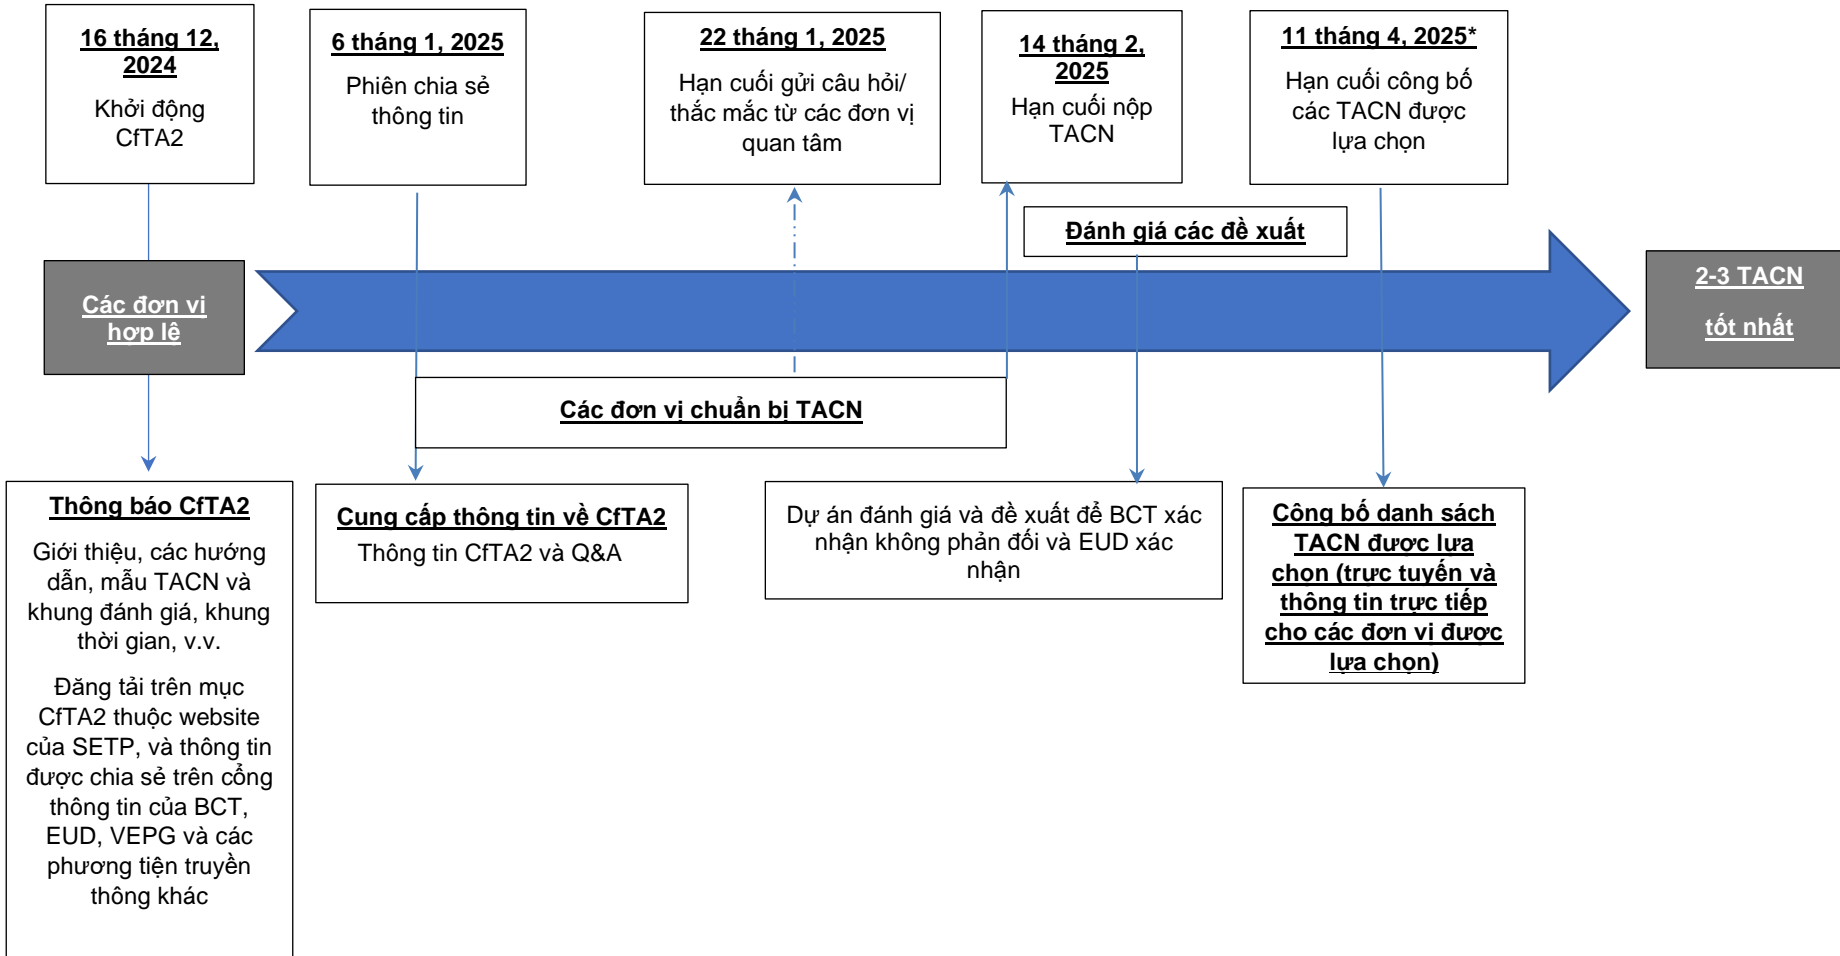 16 tháng 12,
2024
Khởi động
CfTA2
6 tháng 1, 2025
Phiên chia sẻ
thông tin
22 tháng 1, 2025
Hạn cuối gửi câu hỏi/
thắc mắc từ các đơn vị
quan tâm
14 tháng 2,
2025
Hạn cuối nộp
TACN
11 tháng 4, 2025*
Hạn cuối công bố
các TACN được
lựa chọn
Đánh giá các đề xuất
Các đơn vị
hợp lệ
2-3 TACN
tốt nhất
Các đơn vị chuẩn bị TACN
Thông báo CfTA2
Giới thiệu, các hướng
dẫn, mẫu TACN và
khung đánh giá, khung
thời gian, v.v.
Đăng tải trên mục
CfTA2 thuộc website
của SETP, và thông tin
được chia sẻ trên cổng
thông tin của BCT,
EUD, VEPG và các
phương tiện truyền
thông khác
Cung cấp thông tin về CfTA2
Thông tin CfTA2 và Q&A
Dự án đánh giá và đề xuất để BCT xác
nhận không phản đối và EUD xác
nhận
Công bố danh sách
TACN được lựa
chọn (trực tuyến và
thông tin trực tiếp
cho các đơn vị được
lựa chọn)